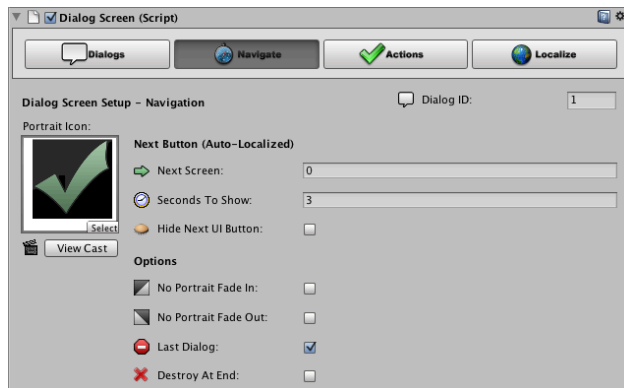 Dialog Screen (Script)
Dialogs Navigate Actions Localize
Dialog Screen Setup – Navigation Dialog ID: 1
Portrait Icon:
Next Button (Auto-Localized)
Next Screen: 0
Seconds To Show: 3
Select
Hide Next UI Button:
View Cast
Options
No Portrait Fade In:
No Portrait Fade Out:
Last Dialog:
Destroy At End: